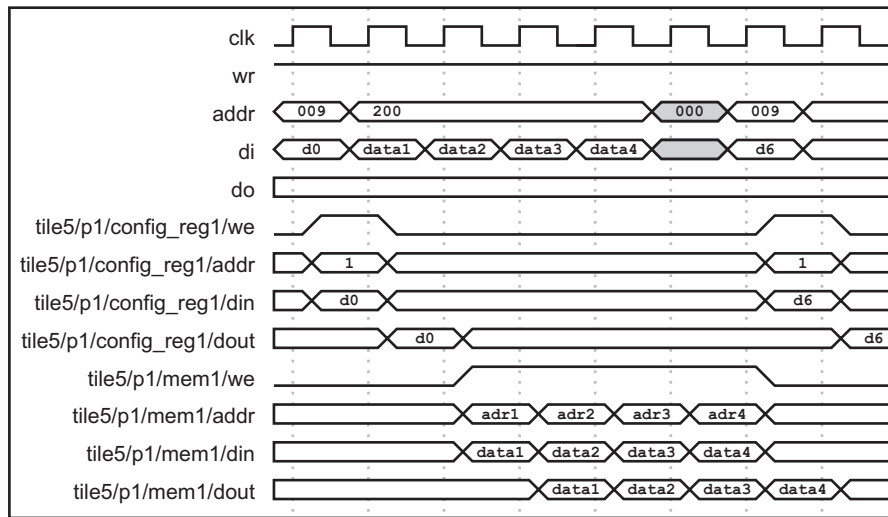 clk
wr
addr 009 200 000 009
di d0 data1 data2 data3 data4 d6
do
tile5/p1/config_reg1/we
tile5/p1/config_reg1/addr 1 1
tile5/p1/config_reg1/din d0 d6
tile5/p1/config_reg1/dout d0 d6
tile5/p1/mem1/we
tile5/p1/mem1/addr adr1 adr2 adr3 adr4
tile5/p1/mem1/din data1 data2 data3 data4
tile5/p1/mem1/dout data1 data2 data3 data4